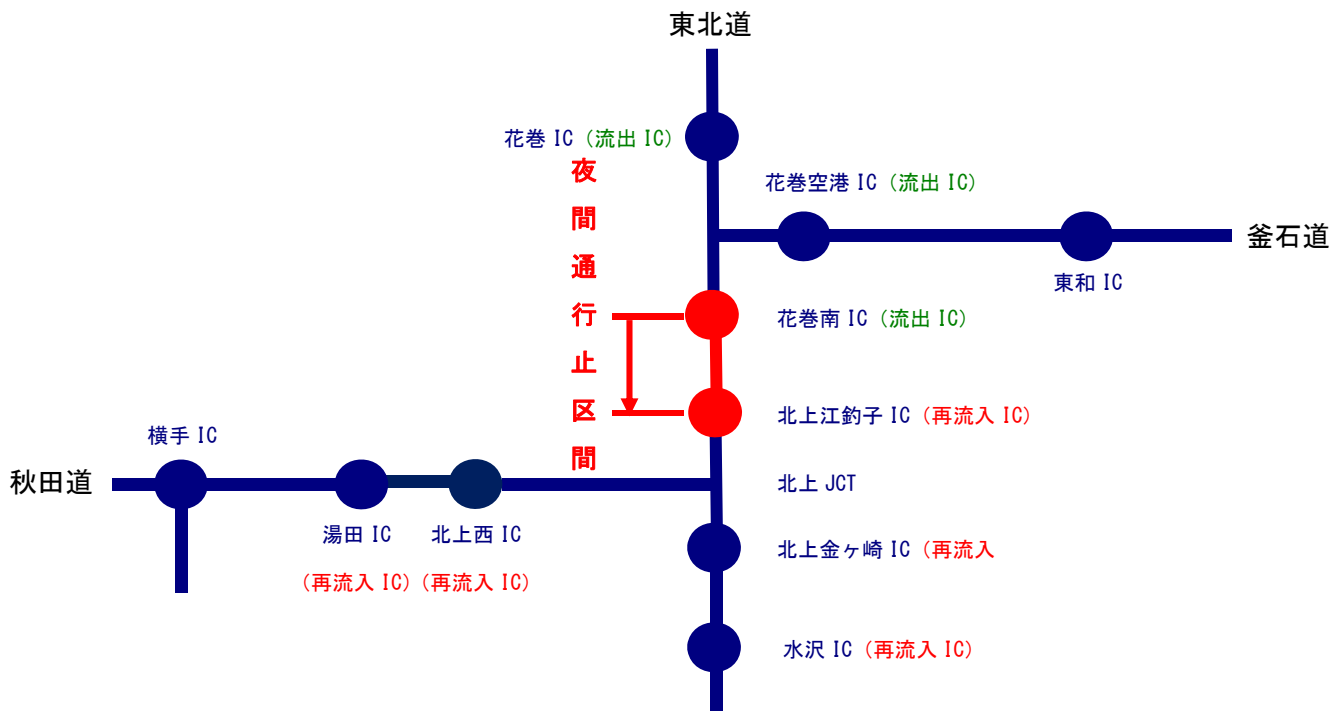 東北道
花巻 IC（流出 IC）
夜間通行止区間
花巻空港 IC（流出 IC）
釜石道
東和 IC
花巻南 IC（流出 IC）
北上江釣子 IC（再流入 IC）
横手 IC
秋田道
北上 JCT
湯田 IC
北上西 IC
北上金ヶ崎 IC（再流入
（再流入 IC）（再流入 IC）
水沢 IC（再流入 IC）